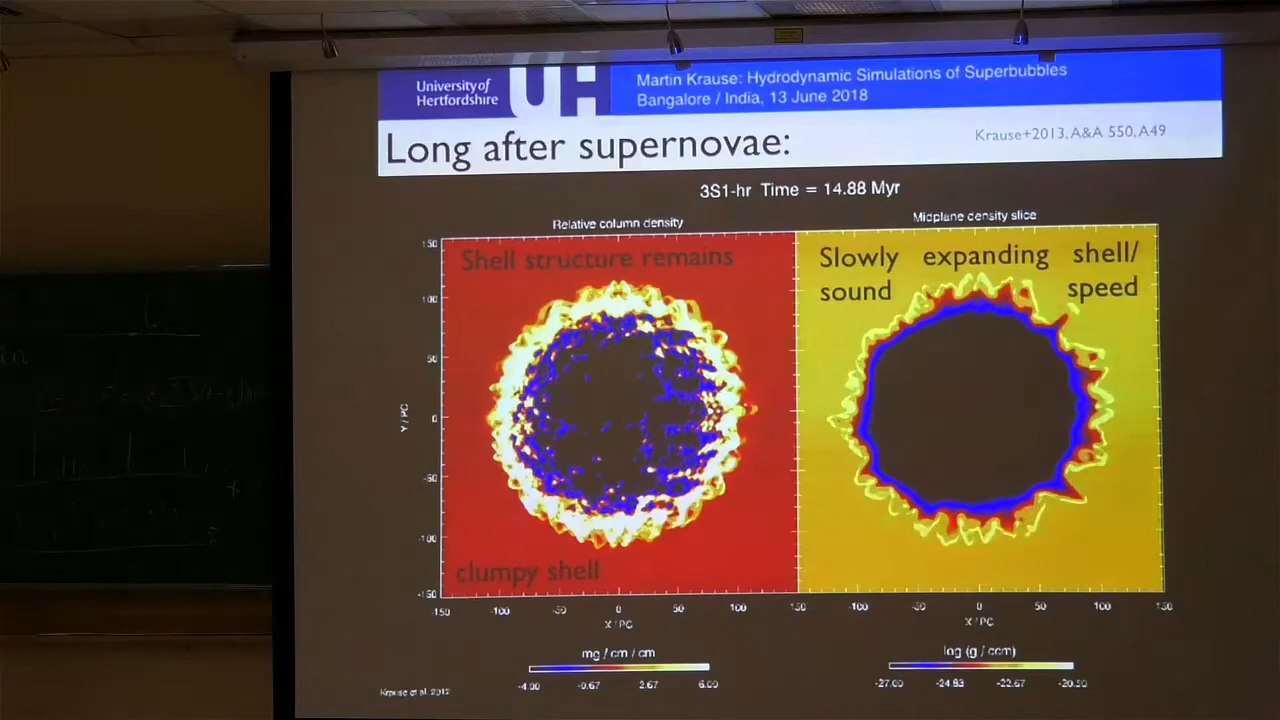 University of
Hertfordshire
UH
Martin Krause: Hydrodynamic Simulations of Superbubbles
Bangalore / India, 13 June 2018
Long after supernovae:
Krause+2013, A&A 550, A49
3S1-hr Time = 14.88 Myr
Relative column density
Midplane density slice
Shell structure remains
Slowly expanding shell/
sound speed
clumpy shell
150
100
50
0
-50
-100
-150
Y / PC
-150 -100 -50 0 50 100 150 -100 -50 0 50 100 150
X / PC
X / PC
mg / cm / cm
log (g / ccm)
-4.00 -0.67 2.67 6.00
-27.00 -24.83 -22.67 -20.50
Krause et al. 2012